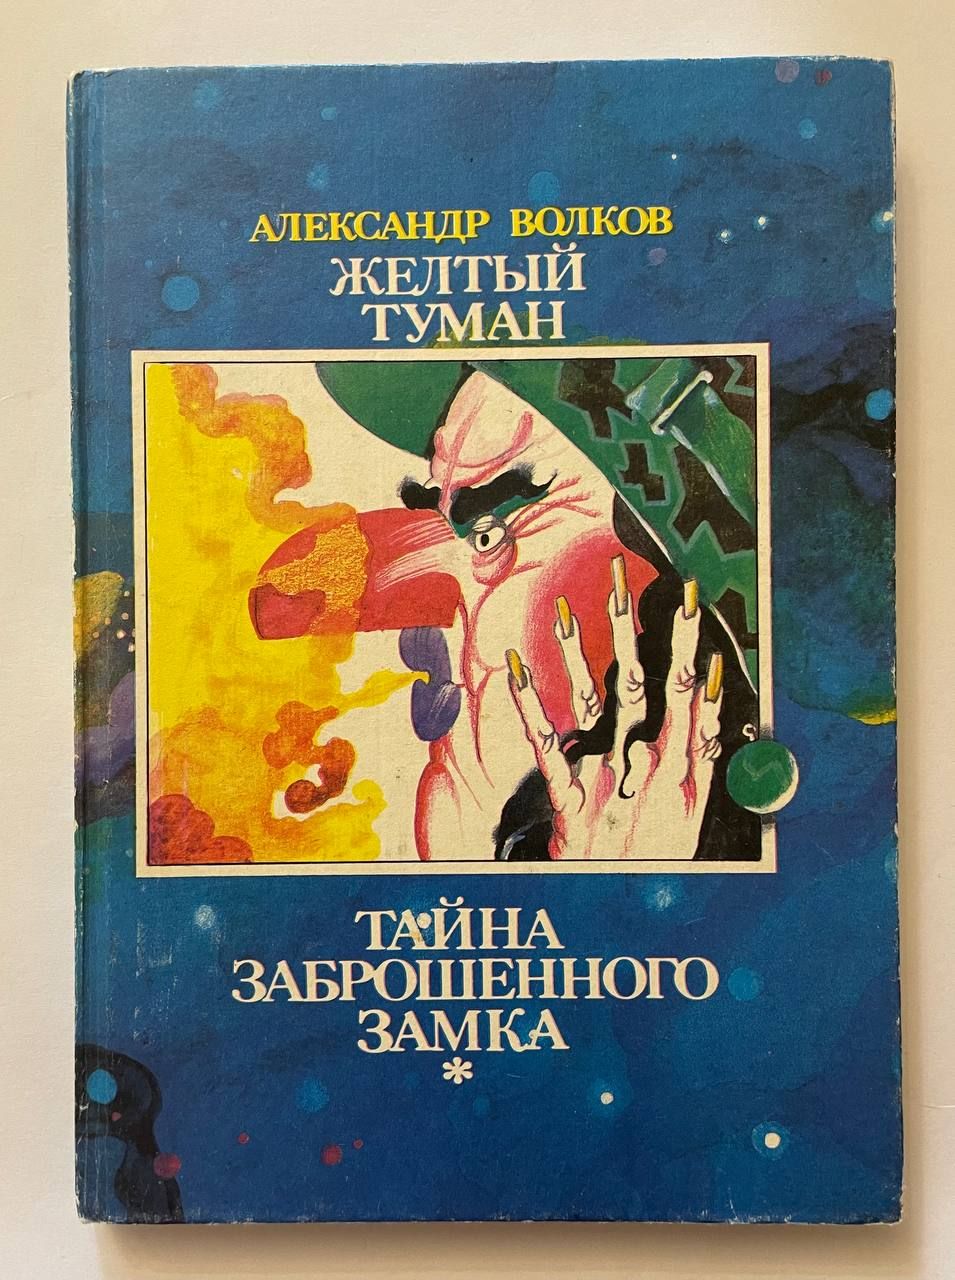 АЛЕКСАНДР ВОЛКОВ
ЖЕЛТЫЙ
ТУМАН
ТАЙНА
ЗАБРОШЕННОГО
ЗАМКА
*